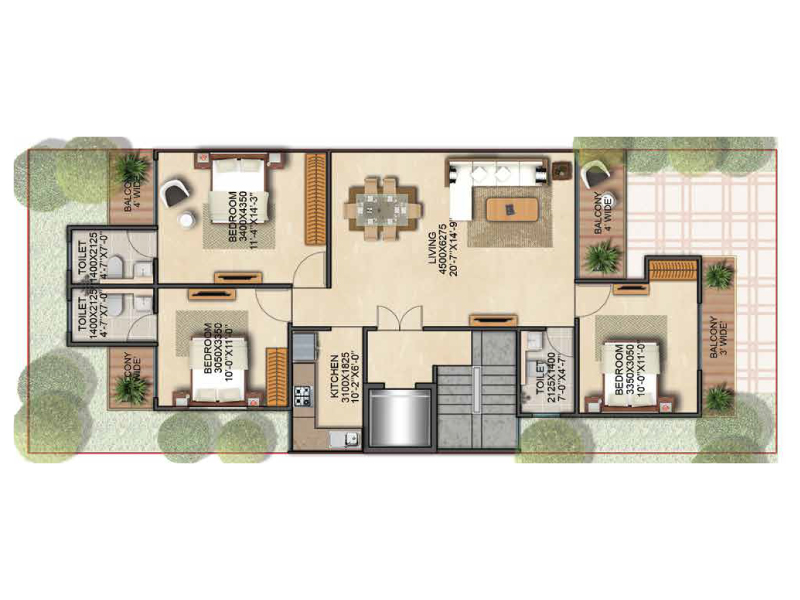 BALCONY
4' WIDE'
BEDROOM
3400X4350
11'-4"X14'-3"
TOILET
1400X2125
4'-7"X7'-0"
TOILET
1400X2125
4'-7"X7'-0"
BALCONY
4' WIDE'
BEDROOM
3050X3350
10'-0"X11'-0"
LIVING
4500X6275
20'-7"X14'-9"
KITCHEN
3100X1825
10'-2"X6'-0"
BALCONY
4' WIDE'
TOILET
2125X1400
7'-0"X4'-7"
BEDROOM
3350X3050
10'-0"X11'-0"
BALCONY
3' WIDE'